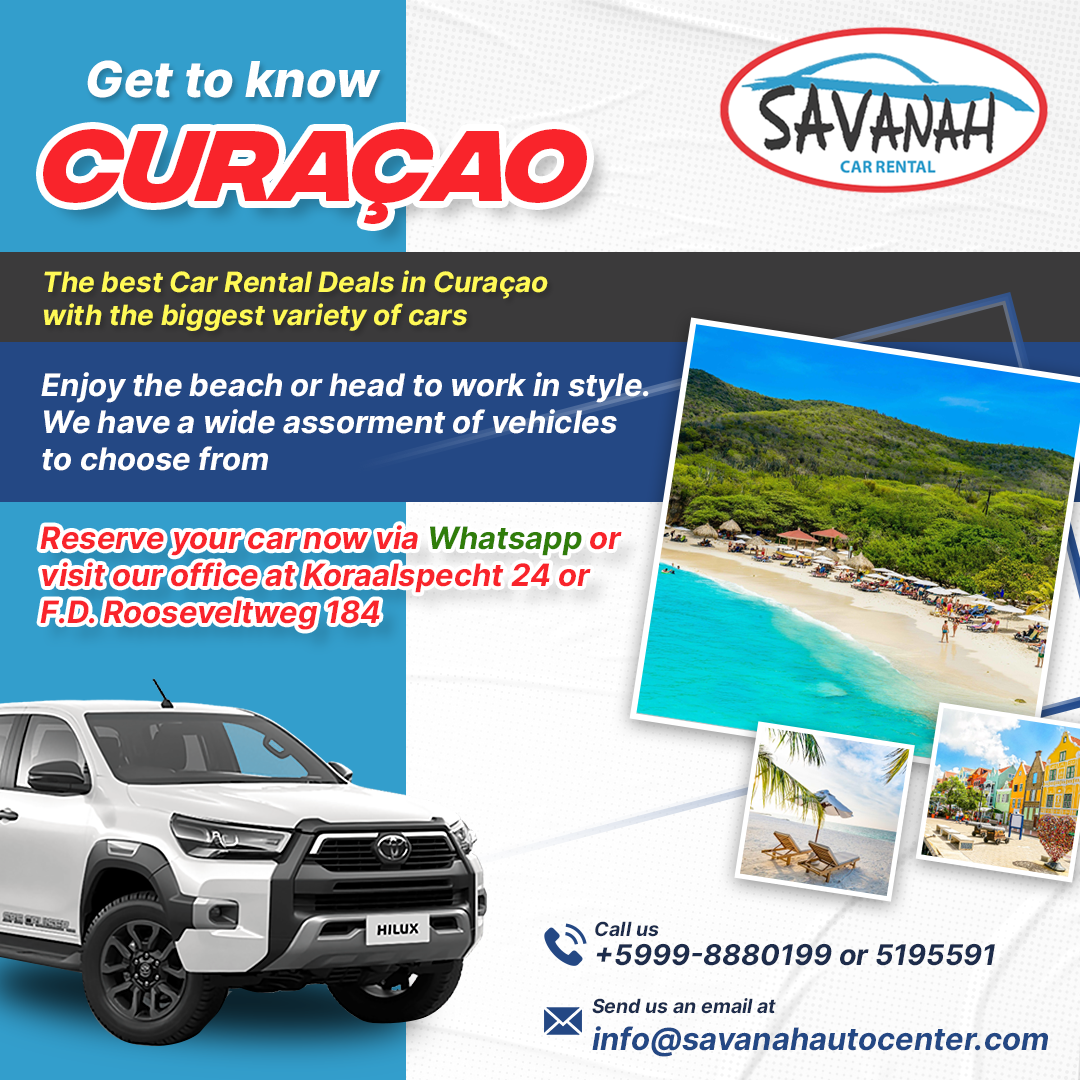 Get to know
CURAÇAO
SAVANAH
CAR RENTAL
The best Car Rental Deals in Curaçao
with the biggest variety of cars
Enjoy the beach or head to work in style.
We have a wide assorment of vehicles
to choose from
Reserve your car now via Whatsapp or
visit our office at Koraalspecht 24 or
F.D. Rooseveltweg 184
HILUX
Call us
+5999-8880199 or 5195591
Send us an email at
info@savanahautocenter.com